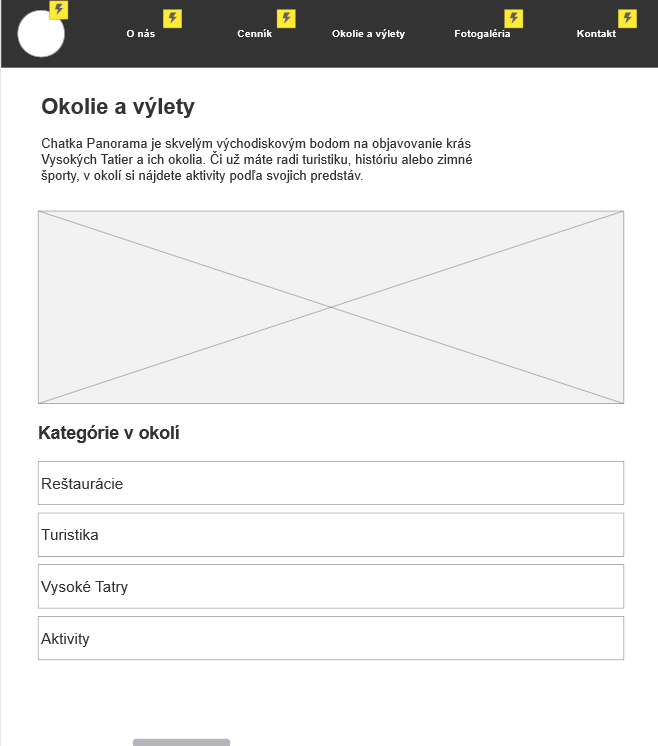 O nás
Cenník
Okolie a výlety
Fotogaléria
Kontakt
Okolie a výlety
Chatka Panorama je skvelým východiskovým bodom na objavovanie krás
Vysokých Tatier a ich okolia. Či už máte radi turistiku, históriu alebo zimné
športy, v okolí si nájdete aktivity podľa svojich predstáv.
Kategórie v okolí
Reštaurácie
Turistika
Vysoké Tatry
Aktivity